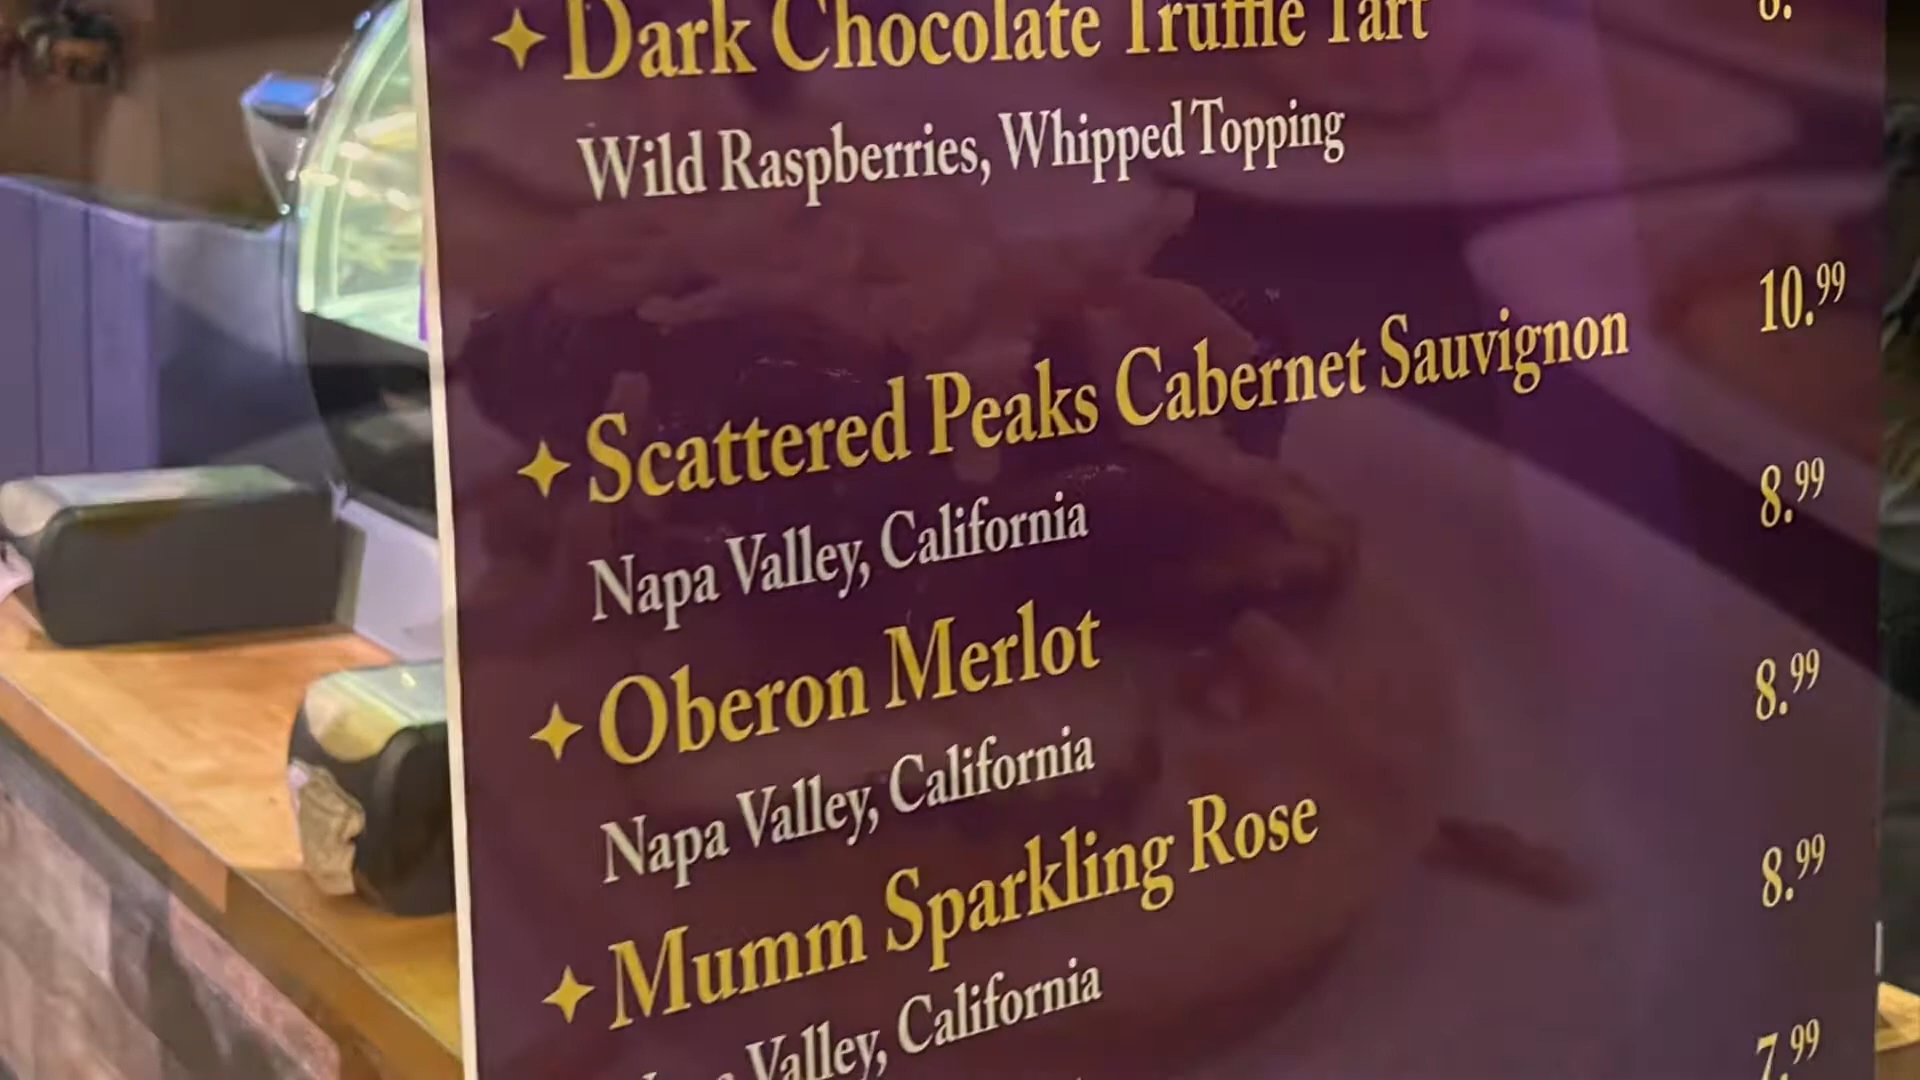 Dark Chocolate Truffle Tart
Wild Raspberries, Whipped Topping
10.99
Scattered Peaks Cabernet Sauvignon
8.99
Napa Valley, California
Oberon Merlot
8.99
Napa Valley, California
Mumm Sparkling Rose
8.99
Valley, California
7.99